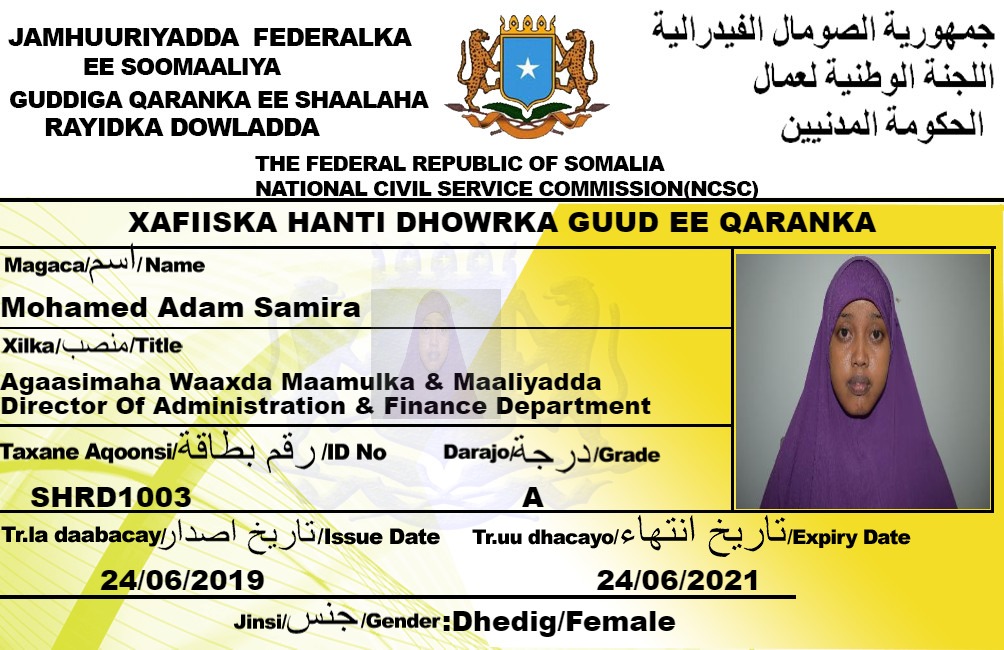 JAMHUURIYADDA FEDERALKA
EE SOOMAALIYA
GUDDIGA QARANKA EE SHAALAHA
RAYIDKA DOWLADDA
جمهورية الصومال الفيدرالية
اللجنة الوطنية لعمال
الحكومة المدنيين
THE FEDERAL REPUBLIC OF SOMALIA
NATIONAL CIVIL SERVICE COMMISSION(NCSC)
XAFIISKA HANTI DHOWRKA GUUD EE QARANKA
Magaca/اسم/Name
Mohamed Adam Samira
Xilka/منصب/Title
Agaasimaha Waaxda Maamulka & Maaliyadda
Director Of Administration & Finance Department
Taxane Aqoonsi/رقم بطاقة/ID No Darajo/درجة/Grade
SHRD1003 A
Tr.la daabacay/تاريخ اصدار/Issue Date Tr.uu dhacayo/تاريخ انتهاء/Expiry Date
24/06/2019 24/06/2021
Jinsi/جنس/Gender :Dhedig/Female